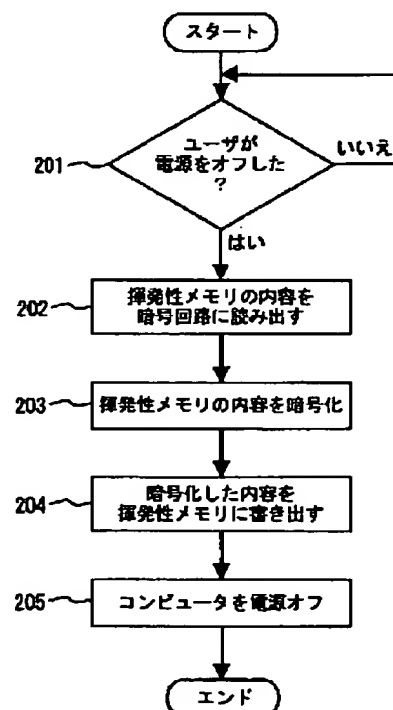 スタート
ユーザが
電源をオフした
?
201
いいえ
はい
揮発性メモリの内容を
暗号回路に読み出す
202
203
揮発性メモリの内容を暗号化
暗号化した内容を
揮発性メモリに書き出す
204
205
コンピュータを電源オフ
エンド